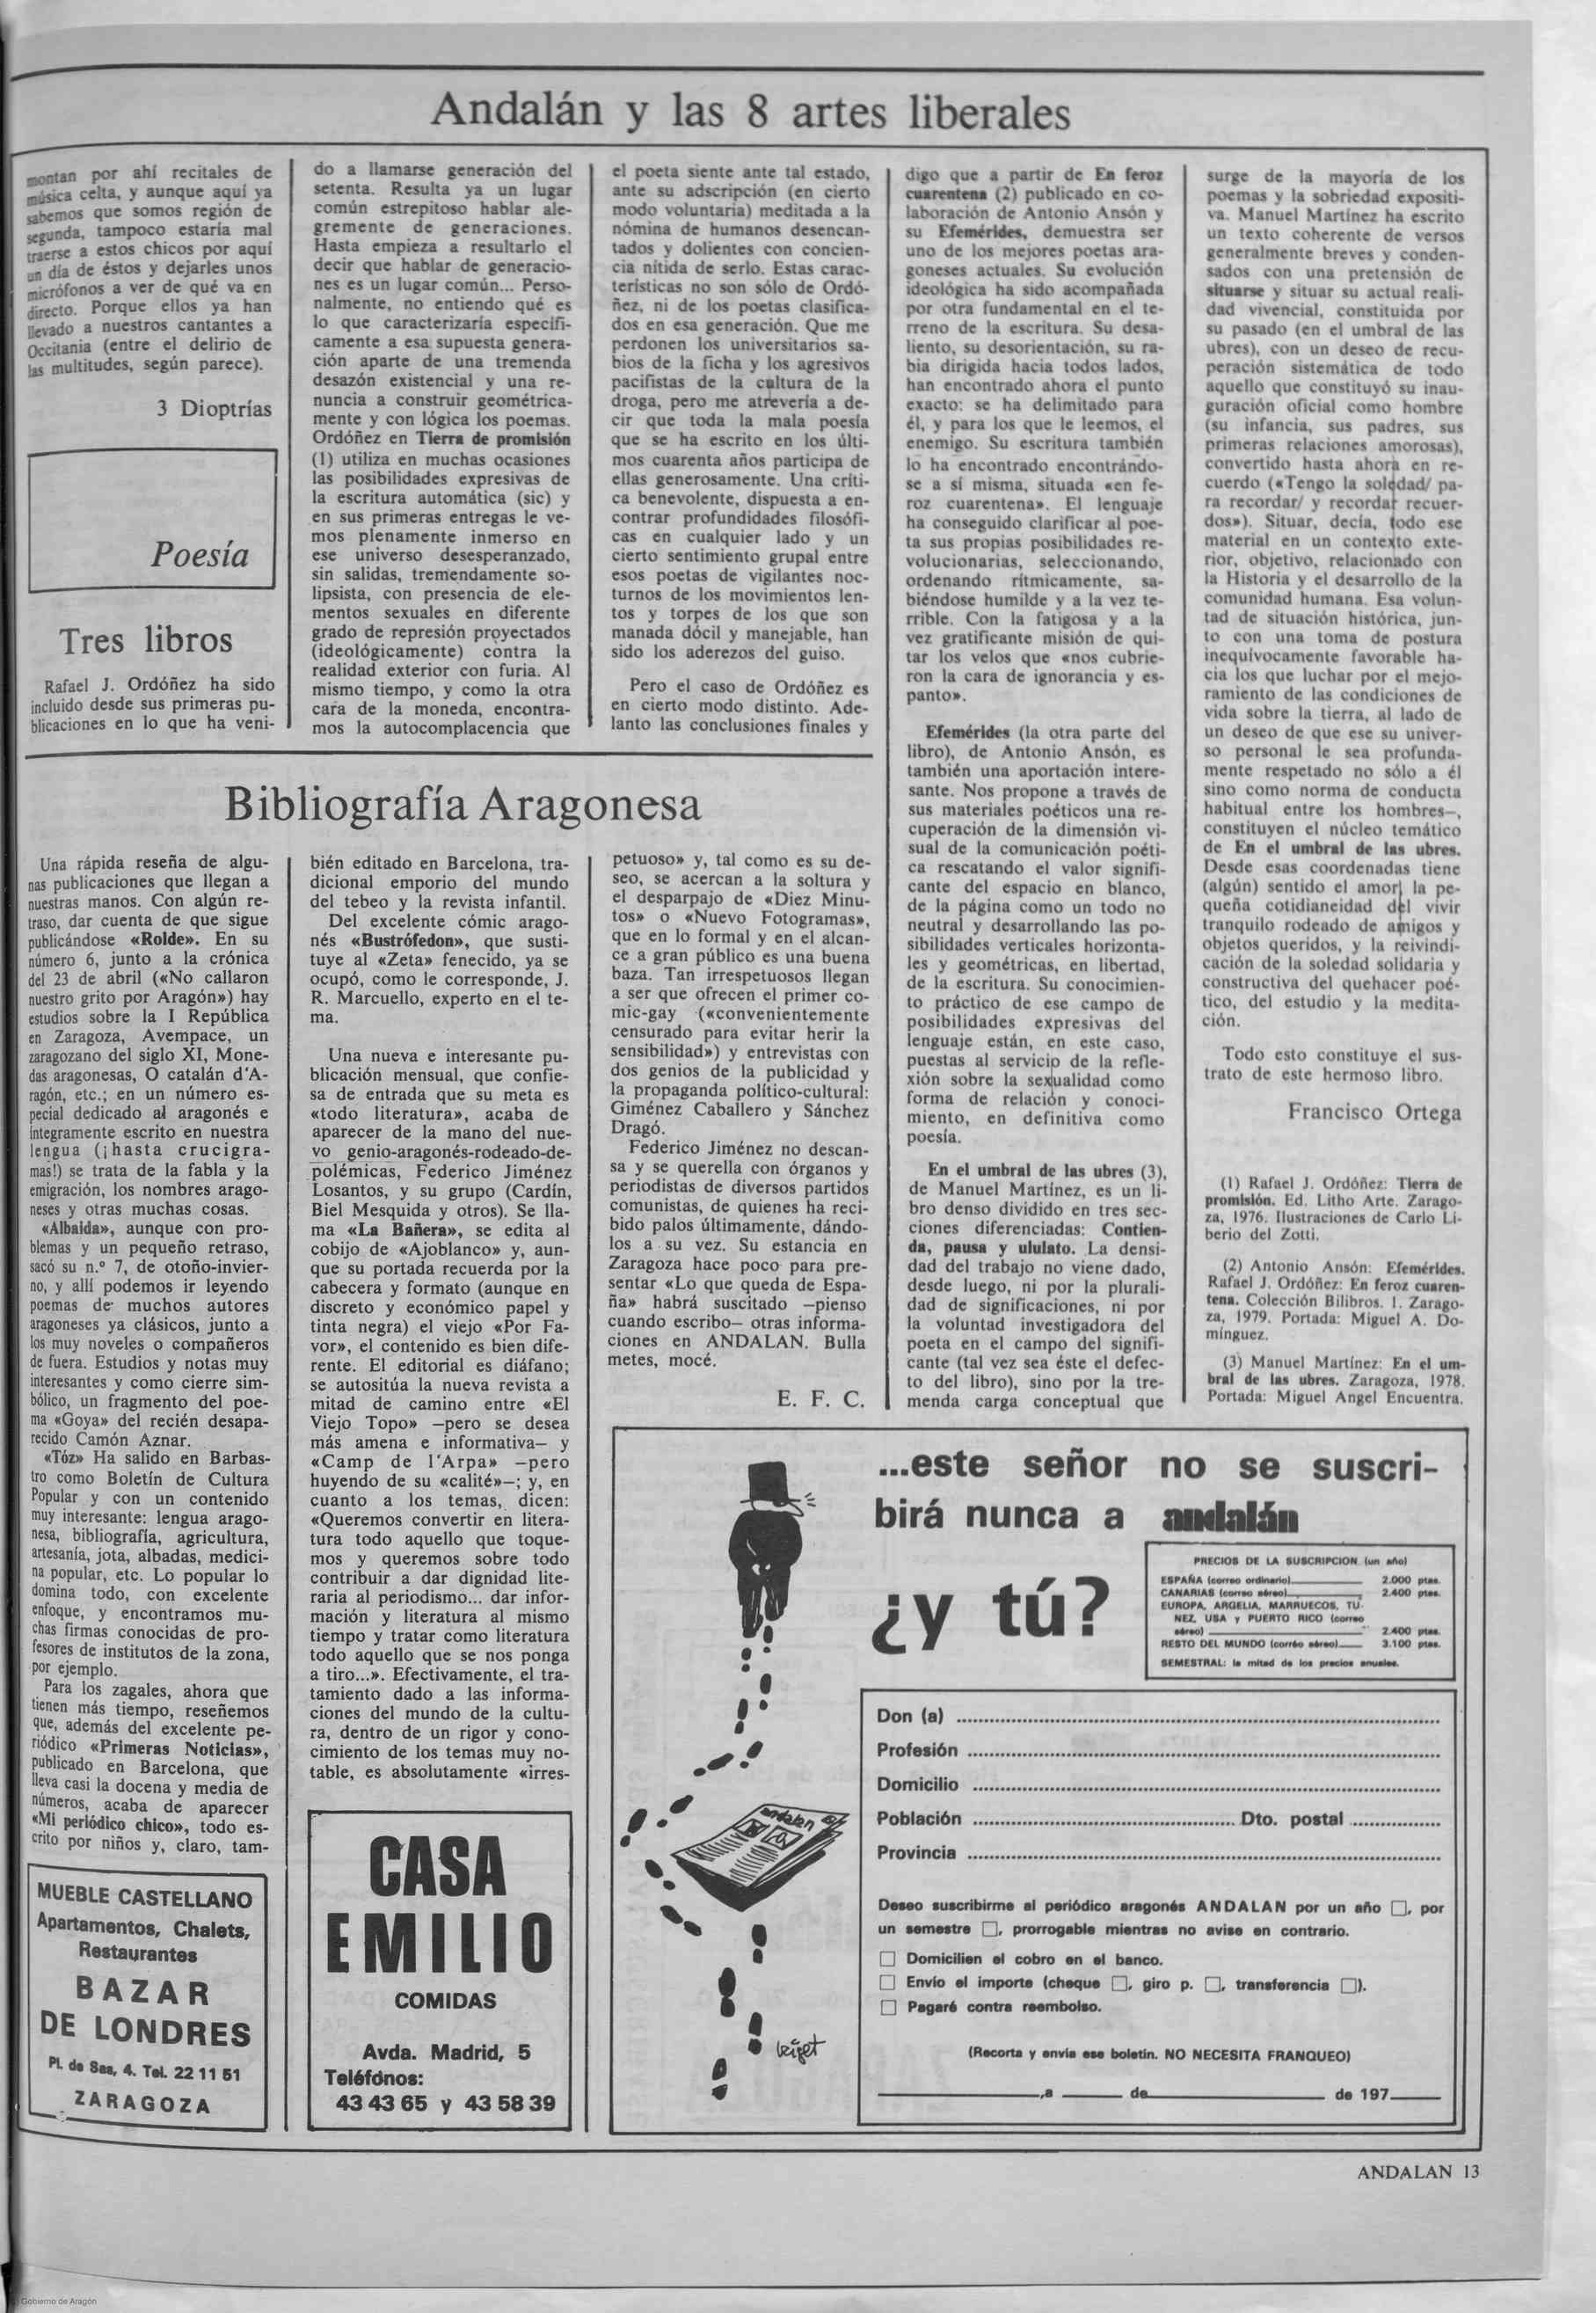 Andalán y las 8 artes liberales
montan por ahí recitales de
música celta, y aunque aquí ya
sabemos que somos región de
segunda, tampoco estaría mal
traerse a estos chicos por aquí
un día de éstos y dejarles unos
micrófonos a ver de qué va en
directo. Porque ellos ya han
llevado a nuestros cantantes a
Occitania (entre el delirio de
las multitudes, según parece).
3 Dioptrías
Poesía
Tres libros
Rafael J. Ordóñez ha sido
incluido desde sus primeras pu-
blicaciones en lo que ha veni-
do a llamarse generación del
setenta. Resulta ya un lugar
común estrepitoso hablar ale-
gremente de generaciones.
Hasta empieza a resultarlo el
decir que hablar de generacio-
nes es un lugar común... Perso-
nalmente, no entiendo qué es
lo que caracterizaría específi-
camente a esa supuesta genera-
ción aparte de una tremenda
desazón existencial y una re-
nuncia a construir geométrica-
mente y con lógica los poemas.
Ordóñez en Tierra de promisión
(1) utiliza en muchas ocasiones
las posibilidades expresivas de
la escritura automática (sic) y
en sus primeras entregas le ve-
mos plenamente inmerso en
ese universo desesperanzado,
sin salidas, tremendamente so-
lipsista, con presencia de ele-
mentos sexuales en diferente
grado de represión proyectados
(ideológicamente) contra la
realidad exterior con furia. Al
mismo tiempo, y como la otra
cara de la moneda, encontra-
mos la autocomplacencia que
el poeta siente ante tal estado,
ante su adscripción (en cierto
modo voluntaria) meditada a la
nómina de humanos desencan-
tados y dolientes con concien-
cia nítida de serlo. Estas carac-
terísticas no son sólo de Ordó-
ñez, ni de los poetas clasifica-
dos en esa generación. Que me
perdonen los universitarios sa-
bios de la ficha y los agresivos
pacifistas de la cultura de la
droga, pero me atrevería a de-
cir que toda la mala poesía
que se ha escrito en los últi-
mos cuarenta años participa de
ellas generosamente. Una críti-
ca benevolente, dispuesta a en-
contrar profundidades filosófi-
cas en cualquier lado y un
cierto sentimiento grupal entre
esos poetas de vigilantes noc-
turnos de los movimientos len-
tos y torpes de los que son
manada dócil y manejable, han
sido los aderezos del guiso.
Pero el caso de Ordóñez es
en cierto modo distinto. Ade-
lanto las conclusiones finales y
digo que a partir de En feroz
cuarentena (2) publicado en co-
laboración de Antonio Ansón y
su Efemérides, demuestra ser
uno de los mejores poetas ara-
goneses actuales. Su evolución
ideológica ha sido acompañada
por otra fundamental en el te-
rreno de la escritura. Su desa-
liento, su desorientación, su ra-
bia dirigida hacia todos lados,
han encontrado ahora el punto
exacto: se ha delimitado para
él, y para los que le leemos, el
enemigo. Su escritura también
lo ha encontrado encontrándo-
se a sí misma, situada «en fe-
roz cuarentena». El lenguaje
ha conseguido clarificar al poe-
ta sus propias posibilidades re-
volucionarias, seleccionando,
ordenando rítmicamente, sa-
biéndose humilde y a la vez te-
rrible. Con la fatigosa y a la
vez gratificante misión de qui-
tar los velos que «nos cubrie-
ron la cara de ignorancia y es-
panto».
Efemérides (la otra parte del
libro), de Antonio Ansón, es
también una aportación intere-
sante. Nos propone a través de
sus materiales poéticos una re-
cuperación de la dimensión vi-
sual de la comunicación poéti-
ca rescatando el valor signifi-
cante del espacio en blanco,
de la página como un todo no
neutral y desarrollando las po-
sibilidades verticales horizonta-
les y geométricas, en libertad,
de la escritura. Su conocimien-
to práctico de ese campo de
posibilidades expresivas del
lenguaje están, en este caso,
puestas al servicio de la refle-
xión sobre la sexualidad como
forma de relación y conoci-
miento, en definitiva como
poesía.
En el umbral de las ubres (3),
de Manuel Martínez, es un li-
bro denso dividido en tres sec-
ciones diferenciadas: Contien-
da, pausa y ululato. La densi-
dad del trabajo no viene dado,
desde luego, ni por la plurali-
dad de significaciones, ni por
la voluntad investigadora del
poeta en el campo del signifi-
cante (tal vez sea éste el defec-
to del libro), sino por la tre-
menda carga conceptual que
surge de la mayoría de los
poemas y la sobriedad expositi-
va. Manuel Martínez ha escrito
un texto coherente de versos
generalmente breves y conden-
sados con una pretensión de
situarse y situar su actual reali-
dad vivencial, constituida por
su pasado (en el umbral de las
ubres), con un deseo de recu-
peración sistemática de todo
aquello que constituyó su inau-
guración oficial como hombre
(su infancia, sus padres, sus
primeras relaciones amorosas),
convertido hasta ahora en re-
cuerdo («Tengo la soledad/ pa-
ra recordar/ y recordar recuer-
dos»). Situar, decía, todo ese
material en un contexto exte-
rior, objetivo, relacionado con
la Historia y el desarrollo de la
comunidad humana. Esa volun-
tad de situación histórica, jun-
to con una toma de postura
inequívocamente favorable ha-
cia los que luchar por el mejo-
ramiento de las condiciones de
vida sobre la tierra, al lado de
un deseo de que ese su univer-
so personal le sea profunda-
mente respetado no sólo a él
sino como norma de conducta
habitual entre los hombres–,
constituyen el núcleo temático
de En el umbral de las ubres.
Desde esas coordenadas tiene
(algún) sentido el amor, la pe-
queña cotidianeidad del vivir
tranquilo rodeado de amigos y
objetos queridos, y la reivindi-
cación de la soledad solidaria y
constructiva del quehacer poé-
tico, del estudio y la medita-
ción.
Todo esto constituye el sus-
trato de este hermoso libro.
Francisco Ortega
(1) Rafael J. Ordóñez: Tierra de
promisión. Ed. Litho Arte. Zarago-
za, 1976. Ilustraciones de Carlo Li-
berio del Zotti.
(2) Antonio Ansón: Efemérides.
Rafael J. Ordóñez: En feroz cuaren-
tena. Colección Bilibros. 1. Zarago-
za, 1979. Portada: Miguel A. Do-
mínguez.
(3) Manuel Martínez: En el um-
bral de las ubres. Zaragoza, 1978.
Portada: Miguel Angel Encuentra.
Bibliografía Aragonesa
Una rápida reseña de algu-
nas publicaciones que llegan a
nuestras manos. Con algún re-
traso, dar cuenta de que sigue
publicándose «Rolde». En su
número 6, junto a la crónica
del 23 de abril («No callaron
nuestro grito por Aragón») hay
estudios sobre la I República
en Zaragoza, Avempace, un
zaragozano del siglo XI, Mone-
das aragonesas, O catalán d'A-
ragón, etc.; en un número es-
pecial dedicado al aragonés e
íntegramente escrito en nuestra
lengua (¡hasta crucigra-
mas!) se trata de la fabla y la
emigración, los nombres arago-
neses y otras muchas cosas.
«Albaida», aunque con pro-
blemas y un pequeño retraso,
sacó su n.º 7, de otoño-invier-
no, y allí podemos ir leyendo
poemas de muchos autores
aragoneses ya clásicos, junto a
los muy noveles o compañeros
de fuera. Estudios y notas muy
interesantes y como cierre sim-
bólico, un fragmento del poe-
ma «Goya» del recién desapa-
recido Camón Aznar.
«Tóz» Ha salido en Barbas-
tro como Boletín de Cultura
Popular y con un contenido
muy interesante: lengua arago-
nesa, bibliografía, agricultura,
artesanía, jota, albadas, medici-
na popular, etc. Lo popular lo
domina todo, con excelente
enfoque, y encontramos mu-
chas firmas conocidas de pro-
fesores de institutos de la zona,
por ejemplo.
Para los zagales, ahora que
tienen más tiempo, reseñemos
que, además del excelente pe-
riódico «Primeras Noticias»,
publicado en Barcelona, que
lleva casi la docena y media de
números, acaba de aparecer
«Mi periódico chico», todo es-
crito por niños y, claro, tam-
bién editado en Barcelona, tra-
dicional emporio del mundo
del tebeo y la revista infantil.
Del excelente cómic arago-
nés «Bustrófedon», que susti-
tuye al «Zeta» fenecido, ya se
ocupó, como le corresponde, J.
R. Marcuello, experto en el te-
ma.
Una nueva e interesante pu-
blicación mensual, que confie-
sa de entrada que su meta es
«todo literatura», acaba de
aparecer de la mano del nue-
vo genio-aragonés-rodeado-de-
polémicas, Federico Jiménez
Losantos, y su grupo (Cardín,
Biel Mesquida y otros). Se lla-
ma «La Bañera», se edita al
cobijo de «Ajoblanco» y, aun-
que su portada recuerda por la
cabecera y formato (aunque en
discreto y económico papel y
tinta negra) el viejo «Por Fa-
vor», el contenido es bien dife-
rente. El editorial es diáfano;
se autositúa la nueva revista a
mitad de camino entre «El
Viejo Topo» –pero se desea
más amena e informativa– y
«Camp de l'Arpa» –pero
huyendo de su «calité»–; y, en
cuanto a los temas, dicen:
«Queremos convertir en litera-
tura todo aquello que toque-
mos y queremos sobre todo
contribuir a dar dignidad lite-
raria al periodismo... dar infor-
mación y literatura al mismo
tiempo y tratar como literatura
todo aquello que se nos ponga
a tiro...». Efectivamente, el tra-
tamiento dado a las informa-
ciones del mundo de la cultu-
ra, dentro de un rigor y cono-
cimiento de los temas muy no-
table, es absolutamente «irres-
petuoso» y, tal como es su de-
seo, se acercan a la soltura y
el desparpajo de «Diez Minu-
tos» o «Nuevo Fotogramas»,
que en lo formal y en el alcan-
ce a gran público es una buena
baza. Tan irrespetuosos llegan
a ser que ofrecen el primer co-
mic-gay («convenientemente
censurado para evitar herir la
sensibilidad») y entrevistas con
dos genios de la publicidad y
la propaganda político-cultural:
Giménez Caballero y Sánchez
Dragó.
Federico Jiménez no descan-
sa y se querella con órganos y
periodistas de diversos partidos
comunistas, de quienes ha reci-
bido palos últimamente, dándo-
los a su vez. Su estancia en
Zaragoza hace poco para pre-
sentar «Lo que queda de Espa-
ña» habrá suscitado –pienso
cuando escribo– otras informa-
ciones en ANDALAN. Bulla
metes, mocé.
E. F. C.
MUEBLE CASTELLANO
Apartamentos, Chalets,
Restaurantes
BAZAR
DE LONDRES
Pl. de Sas, 4. Tel. 22 11 51
ZARAGOZA
CASA
EMILIO
COMIDAS
Avda. Madrid, 5
Teléfonos:
43 43 65 y 43 58 39
...este señor no se suscri-
birá nunca a andalán
¿y tú?
PRECIOS DE LA SUSCRIPCION (un año)
ESPAÑA (correo ordinario) 2.000 ptas.
CANARIAS (correo aéreo) 2.400 ptas.
EUROPA, ARGELIA, MARRUECOS, TU-
NEZ, USA y PUERTO RICO (correo
aéreo) 2.400 ptas.
RESTO DEL MUNDO (correo aéreo) 3.100 ptas.
SEMESTRAL: la mitad de los precios anuales.
andalán
Don (a)
Profesión
Domicilio
Población Dto. postal
Provincia
Deseo suscribirme al periódico aragonés ANDALAN por un año □, por
un semestre □, prorrogable mientras no avise en contrario.
□ Domicilien el cobro en el banco.
□ Envío el importe (cheque □, giro p. □, transferencia □).
□ Pagaré contra reembolso.
(Recorta y envía ese boletín. NO NECESITA FRANQUEO)
,a de de 197
ANDALAN 13
Gobierno de Aragón